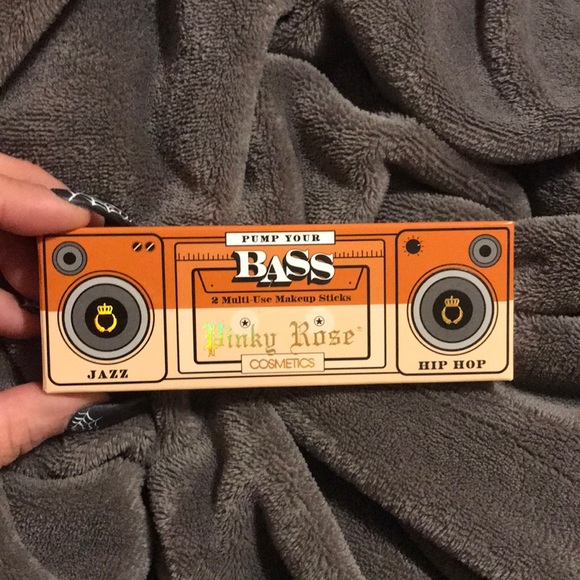 PUMP YOUR
BASS
2 Multi-Use Makeup Sticks
Pinky Rose®
COSMETICS
JAZZ
HIP HOP